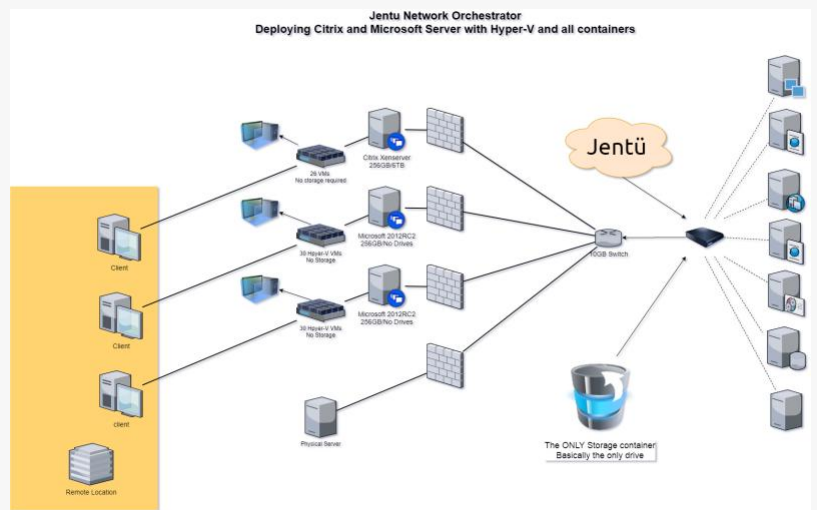 Jentu Network Orchestrator
Deploying Citrix and Microsoft Server with Hyper-V and all containers
Citrix Xenserver
256GB/5TB
26 VMs
No storage required
Jentü
Microsoft 2012RC2
256GB/No Drives
30 Hayer-V VMs
No Storage
10GB Switch
Client
Microsoft 2012RC2
256GB/No Drives
30 Hayer-V VMs
No Storage
Client
client
Physical Server
The ONLY Storage container
Basically the only drive
Remote Location